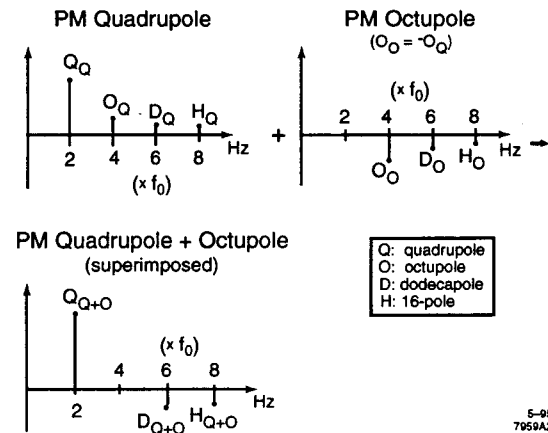 PM Quadrupole
PM Octupole
(O_O = -O_Q)
Q_Q
O_Q
D_Q
H_Q
2 4 6 8 Hz
(x f_0)
+
(x f_0)
2 4 6 8
Hz
O_O
D_O
H_O
PM Quadrupole + Octupole
(superimposed)
Q_Q+O
(x f_0)
2 4 6 8 Hz
D_Q+O
H_Q+O
Q: quadrupole
O: octupole
D: dodecapole
H: 16-pole
5–95
7959A2